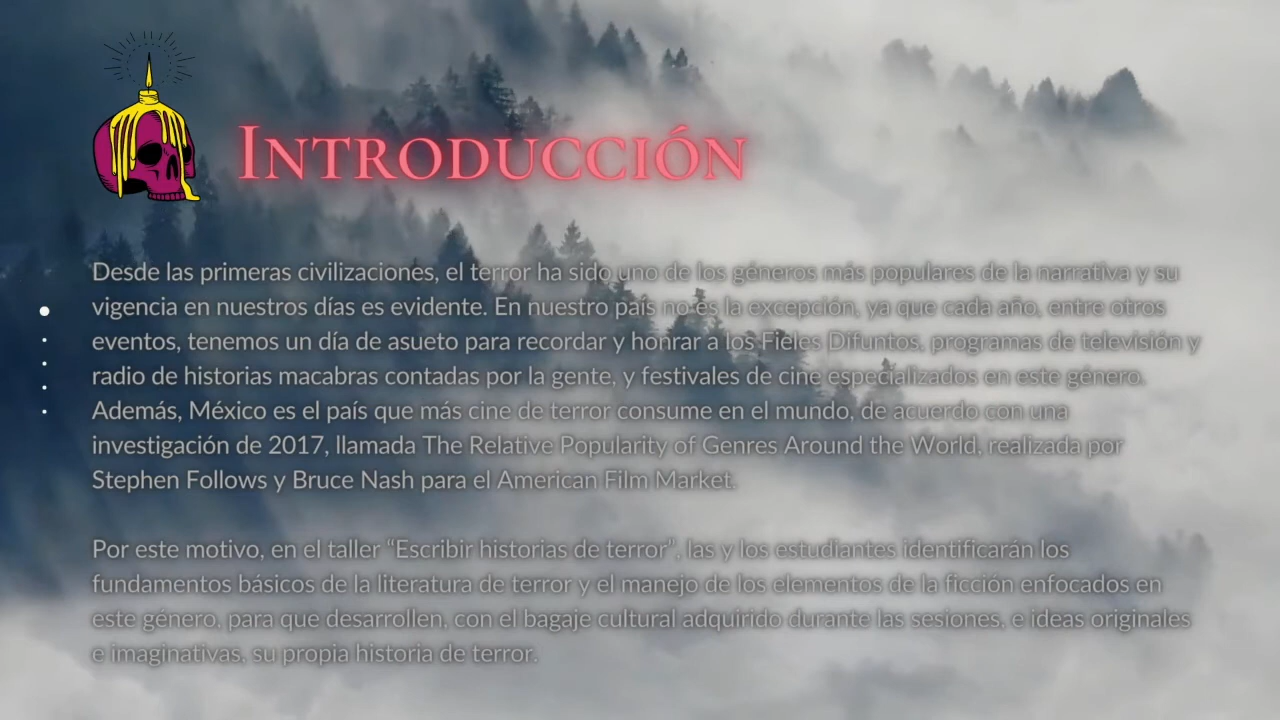 Introducción
Desde las primeras civilizaciones, el terror ha sido uno de los géneros más populares de la narrativa y su
vigencia en nuestros días es evidente. En nuestro país no es la excepción, ya que cada año, entre otros
eventos, tenemos un día de asueto para recordar y honrar a los Fieles Difuntos, programas de televisión y
radio de historias macabras contadas por la gente, y festivales de cine especializados en este género.
Además, México es el país que más cine de terror consume en el mundo, de acuerdo con una
investigación de 2017, llamada The Relative Popularity of Genres Around the World, realizada por
Stephen Follows y Bruce Nash para el American Film Market.
Por este motivo, en el taller “Escribir historias de terror”, las y los estudiantes identificarán los
fundamentos básicos de la literatura de terror y el manejo de los elementos de la ficción enfocados en
este género, para que desarrollen, con el bagaje cultural adquirido durante las sesiones, e ideas originales
e imaginativas, su propia historia de terror.